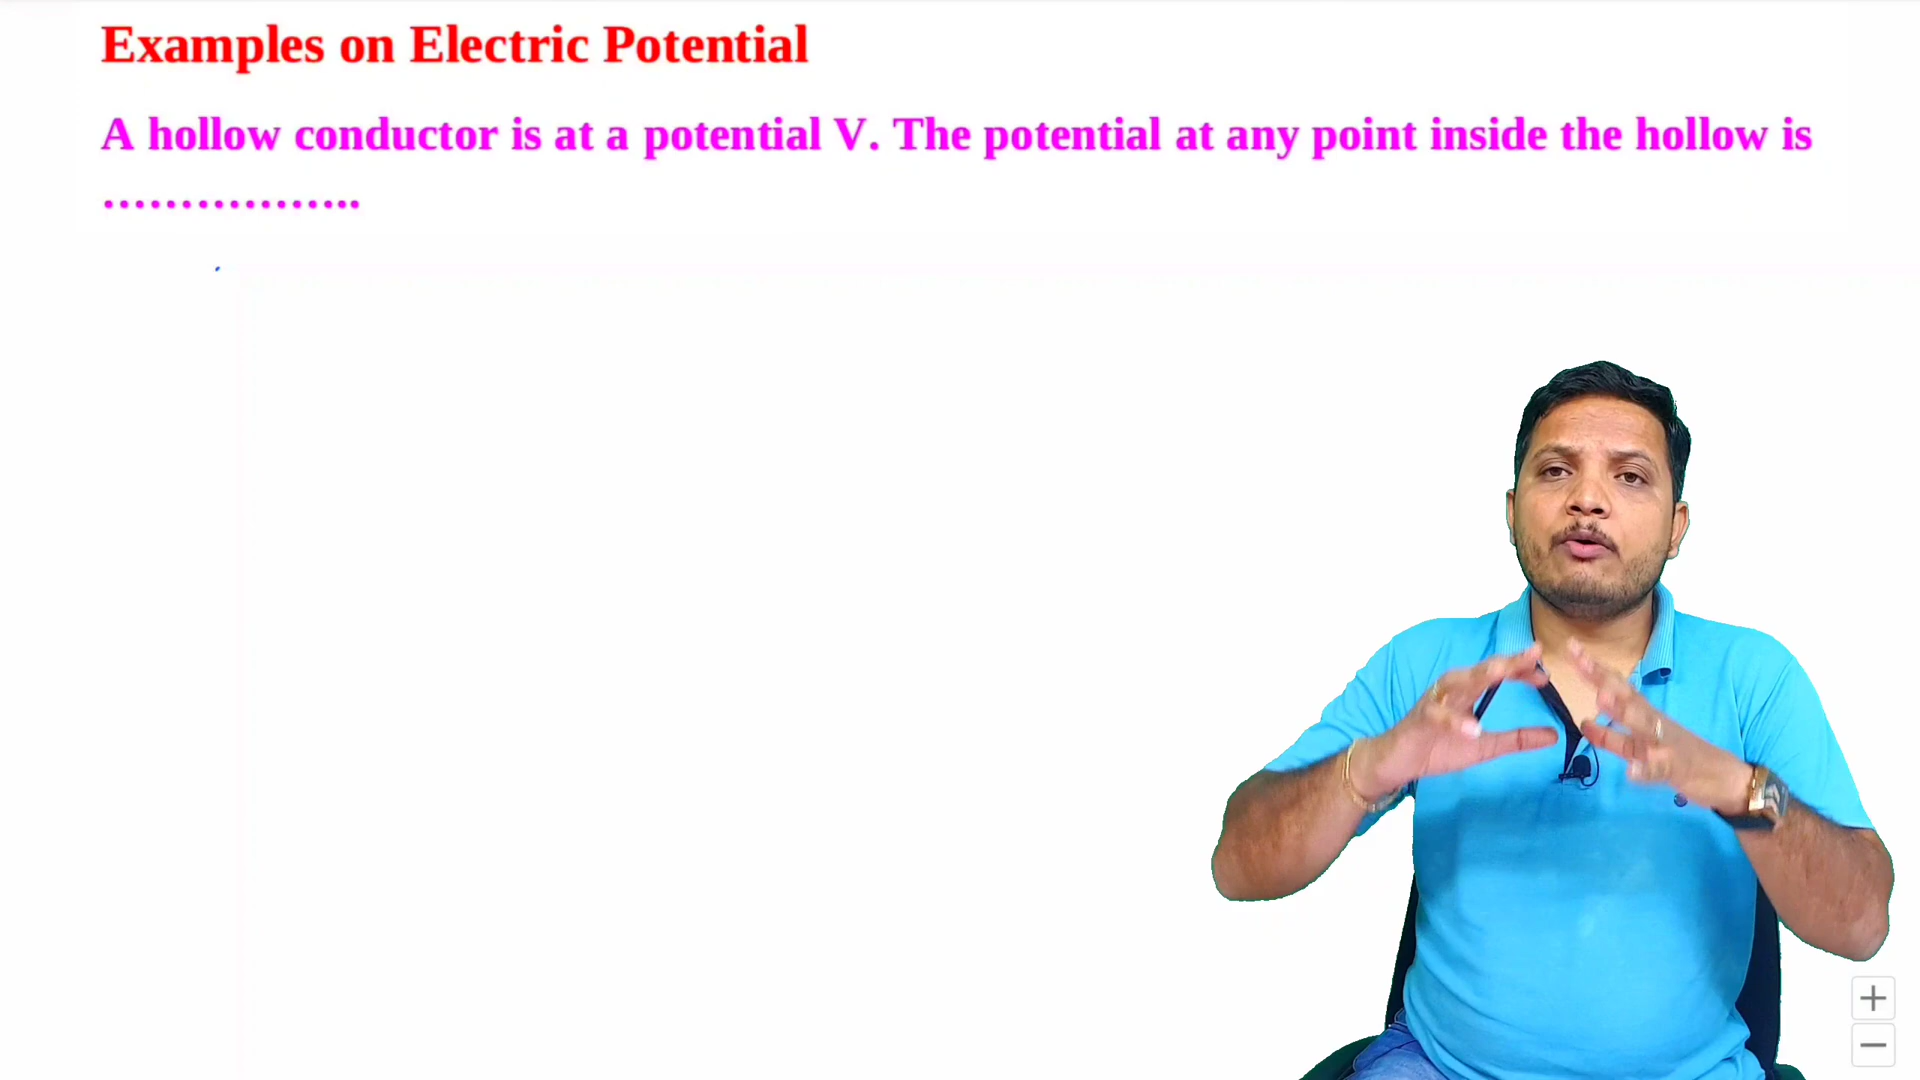 Examples on Electric Potential
A hollow conductor is at a potential V. The potential at any point inside the hollow is
……………..